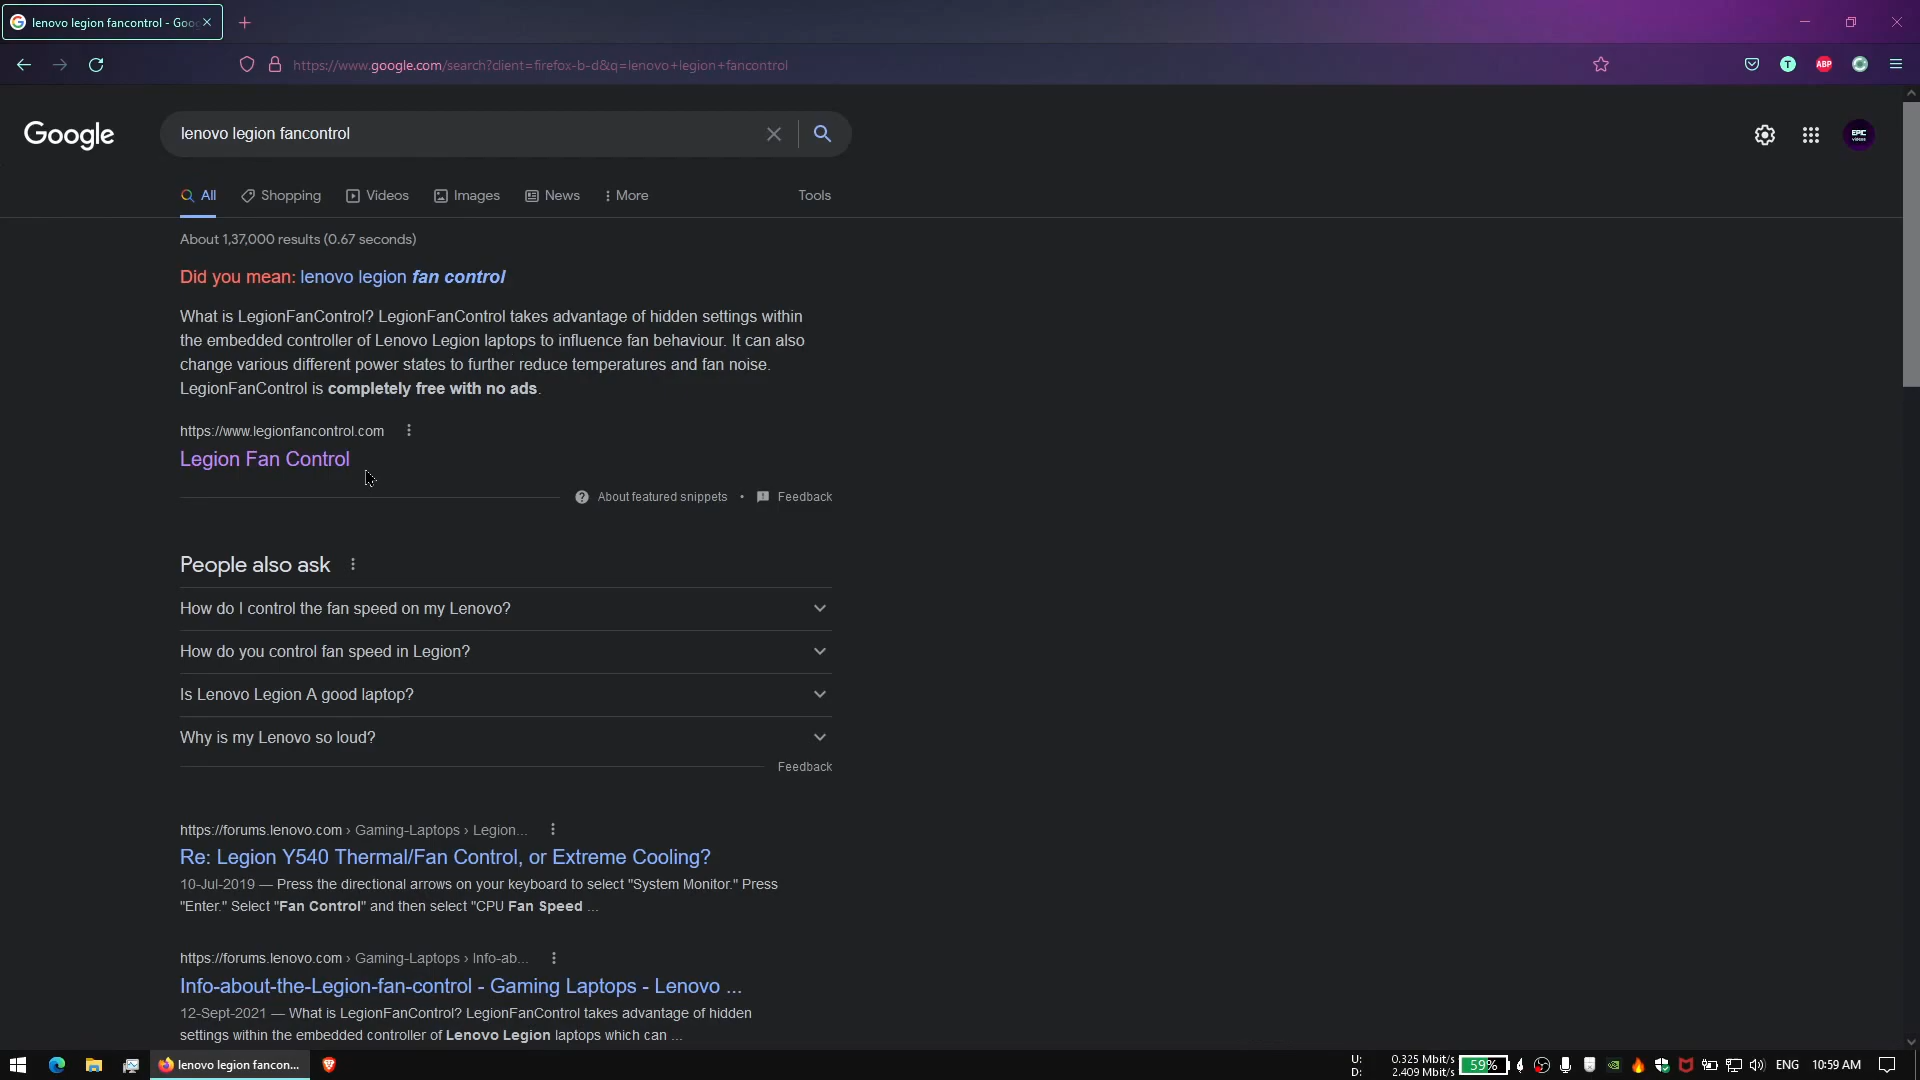 lenovo legion fancontrol - Goo
https://www.google.com/search?client=firefox-b-d&q=lenovo+legion+fancontrol
T
ABP
Google
lenovo legion fancontrol
EPIC
All
Shopping
Videos
Images
News
More
Tools
About 1,37,000 results (0.67 seconds)
Did you mean: lenovo legion fan control
What is LegionFanControl? LegionFanControl takes advantage of hidden settings within
the embedded controller of Lenovo Legion laptops to influence fan behaviour. It can also
change various different power states to further reduce temperatures and fan noise.
LegionFanControl is completely free with no ads.
https://www.legionfancontrol.com
Legion Fan Control
About featured snippets • Feedback
People also ask
How do I control the fan speed on my Lenovo?
How do you control fan speed in Legion?
Is Lenovo Legion A good laptop?
Why is my Lenovo so loud?
Feedback
https://forums.lenovo.com › Gaming-Laptops › Legion...
Re: Legion Y540 Thermal/Fan Control, or Extreme Cooling?
10-Jul-2019 — Press the directional arrows on your keyboard to select "System Monitor." Press
"Enter." Select "Fan Control" and then select "CPU Fan Speed ...
https://forums.lenovo.com › Gaming-Laptops › Info-ab...
Info-about-the-Legion-fan-control - Gaming Laptops - Lenovo ...
12-Sept-2021 — What is LegionFanControl? LegionFanControl takes advantage of hidden
settings within the embedded controller of Lenovo Legion laptops which can ...
lenovo legion fancon...
U: 0.325 Mbit/s
D: 2.409 Mbit/s
59%
ENG
10:59 AM